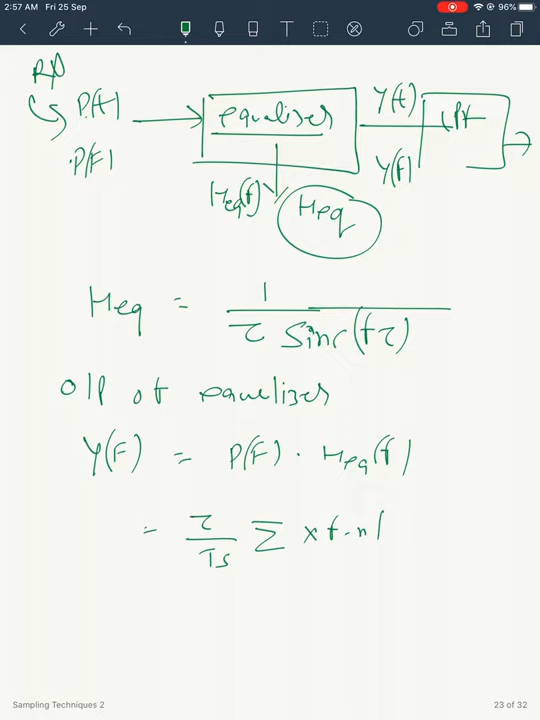 2:57 AM Fri 25 Sep 96%
P(t) equaliser Y(t) LPF
P(F) Heq(f) Heq Y(f)
Heq = 1 / τ Sinc(fτ)
O/P of equaliser
Y(F) = P(F) · Heq(f)
= τ / Ts Σ x f-n
Sampling Techniques 2 23 of 32